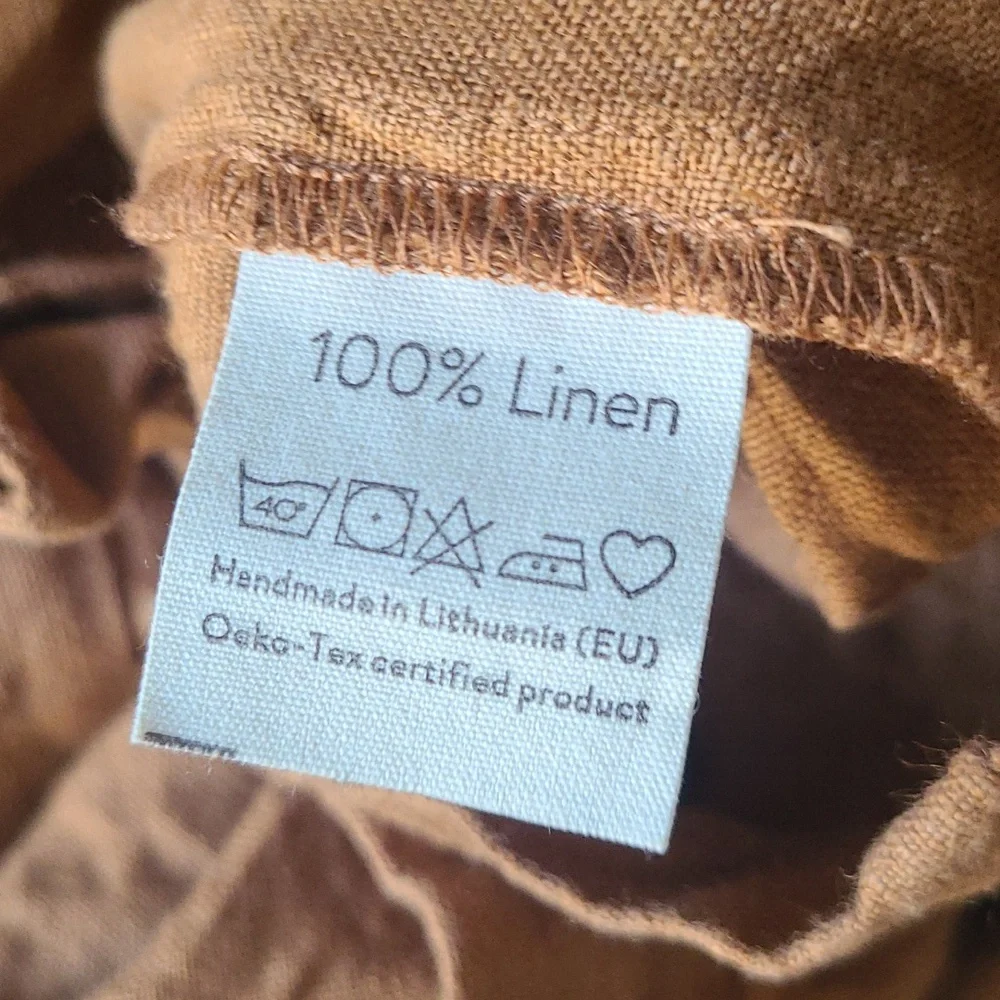 100% Linen
40°
Handmade in Lithuania (EU)
Oeko-Tex certified product